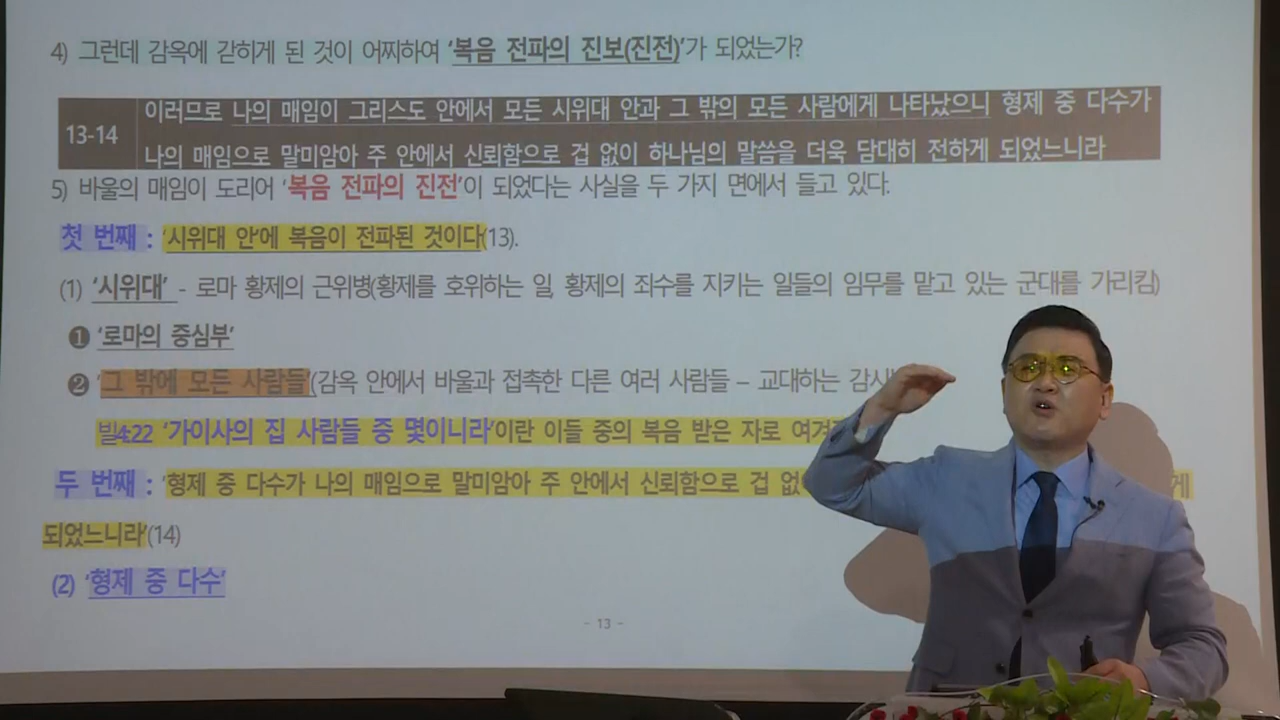 4) 그런데 감옥에 갇히게 된 것이 어찌하여 ‘복음 전파의 진보(진전)’가 되었는가?
13-14
이러므로 나의 매임이 그리스도 안에서 모든 시위대 안과 그 밖의 모든 사람에게 나타났으니 형제 중 다수가
나의 매임으로 말미암아 주 안에서 신뢰함으로 겁 없이 하나님의 말씀을 더욱 담대히 전하게 되었느니라
5) 바울의 매임이 도리어 ‘복음 전파의 진전’이 되었다는 사실을 두 가지 면에서 들고 있다.
첫 번째 : ‘시위대 안’에 복음이 전파된 것이다(13).
(1) ‘시위대’ - 로마 황제의 근위병(황제를 호위하는 일, 황제의 죄수를 지키는 일들의 임무를 맡고 있는 군대를 가리킴)
❶ ‘로마의 중심부’
❷ ‘그 밖에 모든 사람들’(감옥 안에서 바울과 접촉한 다른 여러 사람들 – 교대하는
빌4:22 ‘가이사의 집 사람들 중 몇이니라’이란 이들 중의 복음 받은 자로
두 번째 : ‘형제 중 다수가 나의 매임으로 말미암아 주 안에서 신뢰함으로 겁 게
되었느니라’(14)
(2) ‘형제 중 다수’
- 13 -